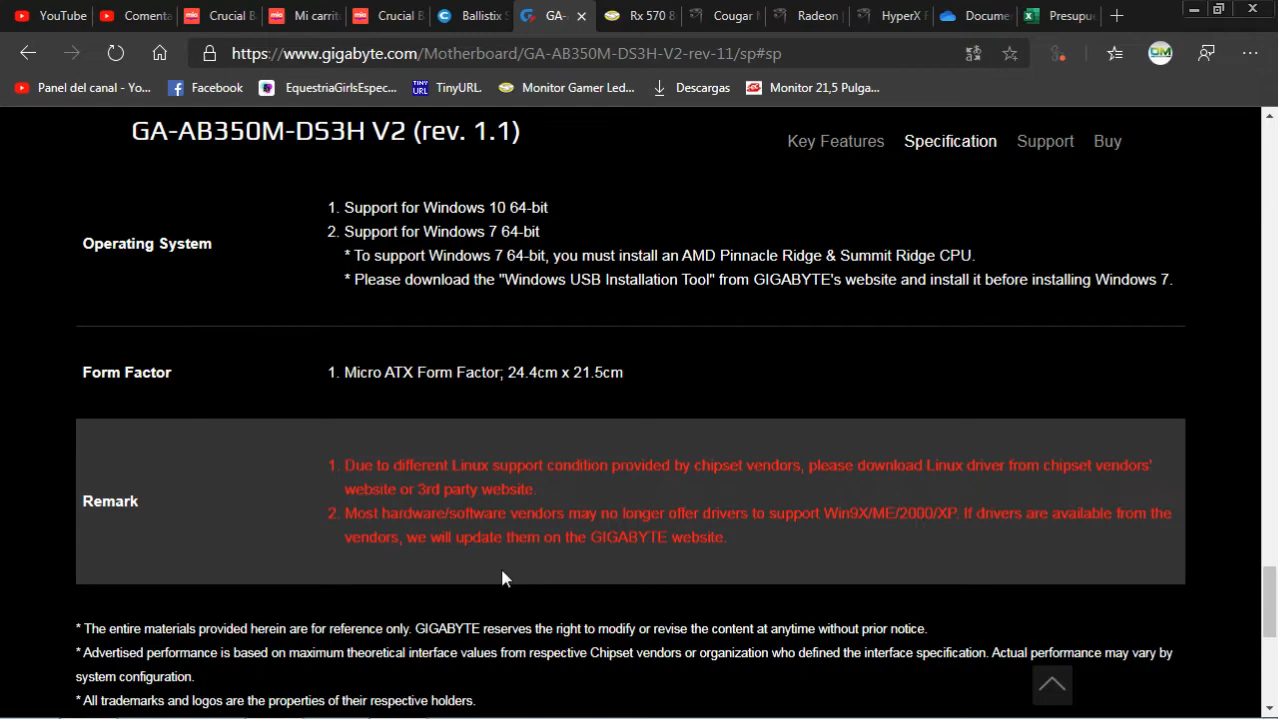 YouTube
Comenta
Crucial B
Mi carrit
Crucial B
Ballistix S
GA-
Rx 570 8
Cougar M
Radeon
HyperX F
Docume
Presupu
https://www.gigabyte.com/Motherboard/GA-AB350M-DS3H-V2-rev-11/sp#sp
Panel del canal - Yo...
Facebook
EquestriaGirlsEspec...
TINY URL
TinyURL
Monitor Gamer Led...
Descargas
Monitor 21,5 Pulga...
GA-AB350M-DS3H V2 (rev. 1.1)
Key Features
Specification
Support
Buy
Operating System
1. Support for Windows 10 64-bit
2. Support for Windows 7 64-bit
* To support Windows 7 64-bit, you must install an AMD Pinnacle Ridge & Summit Ridge CPU.
* Please download the "Windows USB Installation Tool" from GIGABYTE's website and install it before installing Windows 7.
Form Factor
1. Micro ATX Form Factor; 24.4cm x 21.5cm
Remark
1. Due to different Linux support condition provided by chipset vendors, please download Linux driver from chipset vendors'
website or 3rd party website.
2. Most hardware/software vendors may no longer offer drivers to support Win9X/ME/2000/XP. If drivers are available from the
vendors, we will update them on the GIGABYTE website.
* The entire materials provided herein are for reference only. GIGABYTE reserves the right to modify or revise the content at anytime without prior notice.
* Advertised performance is based on maximum theoretical interface values from respective Chipset vendors or organization who defined the interface specification. Actual performance may vary by
system configuration.
* All trademarks and logos are the properties of their respective holders.